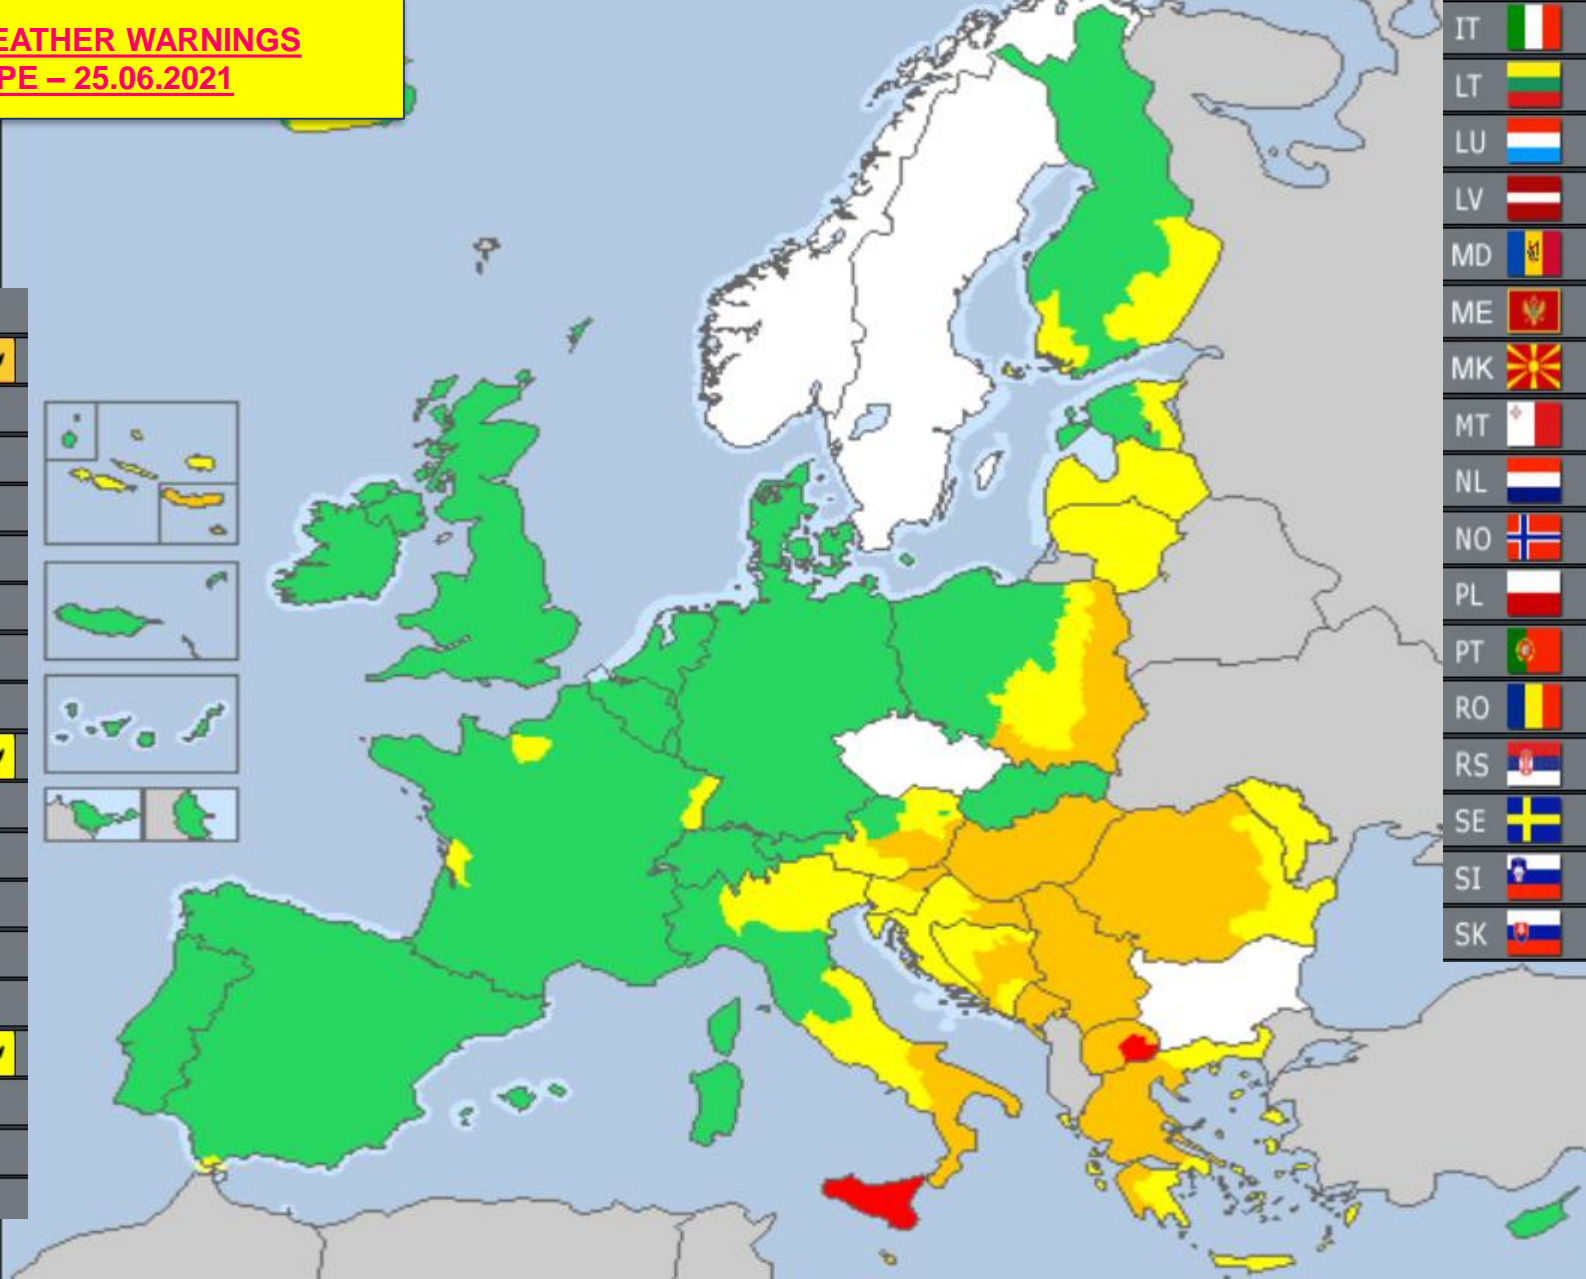 EATHER WARNINGS
PE – 25.06.2021
IT
LT
LU
LV
MD
ME
MK
MT
NL
NO
PL
PT
RO
RS
SE
SI
SK